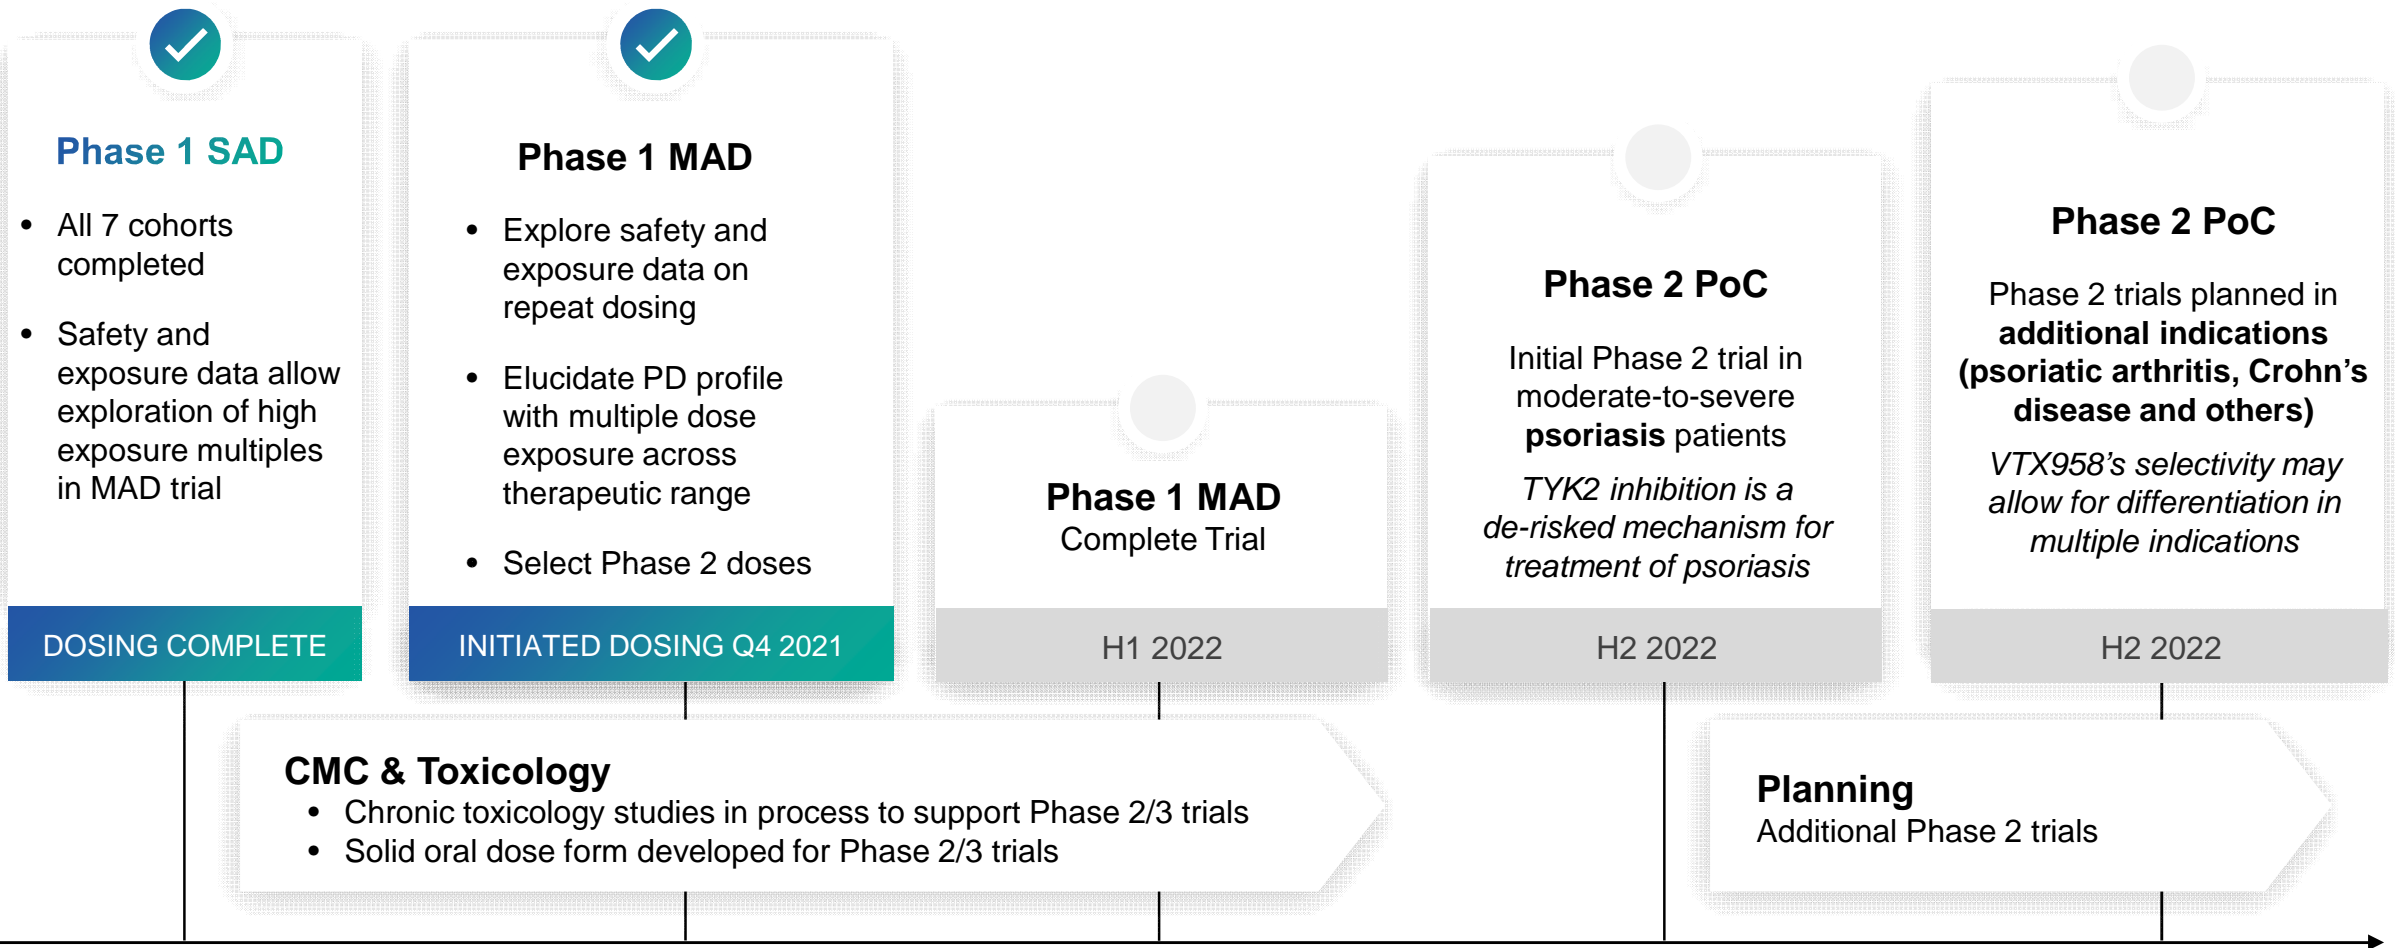 Phase 1 SAD
• All 7 cohorts
completed
• Safety and
exposure data allow
exploration of high
exposure multiples
in MAD trial
DOSING COMPLETE
Phase 1 MAD
• Explore safety and
exposure data on
repeat dosing
• Elucidate PD profile
with multiple dose
exposure across
therapeutic range
• Select Phase 2 doses
INITIATED DOSING Q4 2021
Phase 1 MAD
Complete Trial
H1 2022
Phase 2 PoC
Initial Phase 2 trial in
moderate-to-severe
psoriasis patients
TYK2 inhibition is a
de-risked mechanism for
treatment of psoriasis
H2 2022
Phase 2 PoC
Phase 2 trials planned in
additional indications
(psoriatic arthritis, Crohn’s
disease and others)
VTX958’s selectivity may
allow for differentiation in
multiple indications
H2 2022
CMC & Toxicology
• Chronic toxicology studies in process to support Phase 2/3 trials
• Solid oral dose form developed for Phase 2/3 trials
Planning
Additional Phase 2 trials